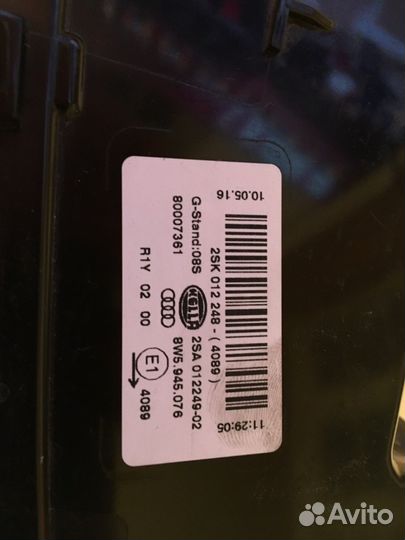 10.05.16
11:29:05
2SK 012 248 - ( 4089 )
G-Stand:08S
HELLA
2SA 012249-02
80007361
8W5.945.076
R1Y 02 00
E1
4089
Avito